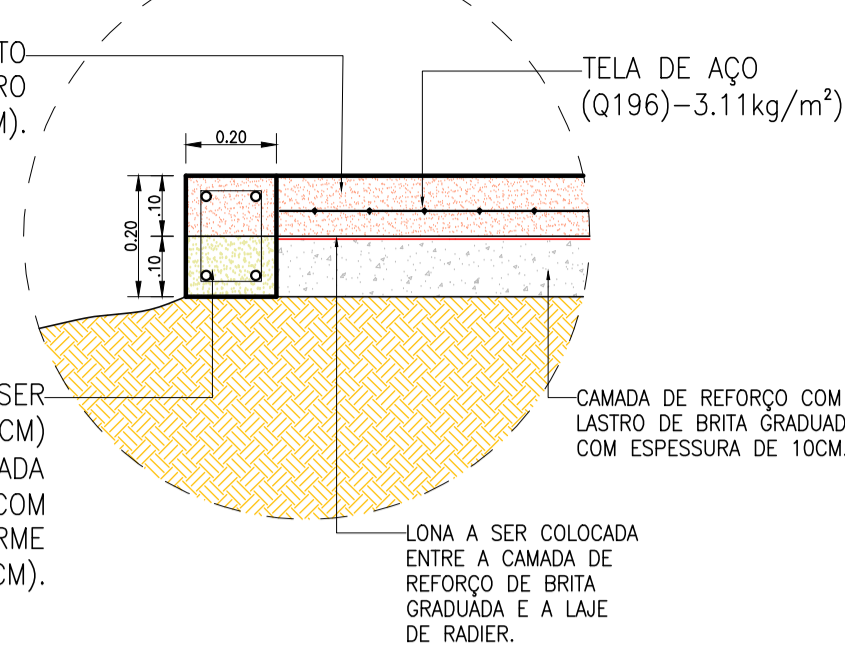 TO
RO
M).
TELA DE AÇO
(Q196)-3.11kg/m²)
0.20
0.20
.10
.10
SER
CM)
ADA
COM
RME
CM).
CAMADA DE REFORÇO COM
LASTRO DE BRITA GRADUAD
COM ESPESSURA DE 10CM.
LONA A SER COLOCADA
ENTRE A CAMADA DE
REFORÇO DE BRITA
GRADUADA E A LAJE
DE RADIER.